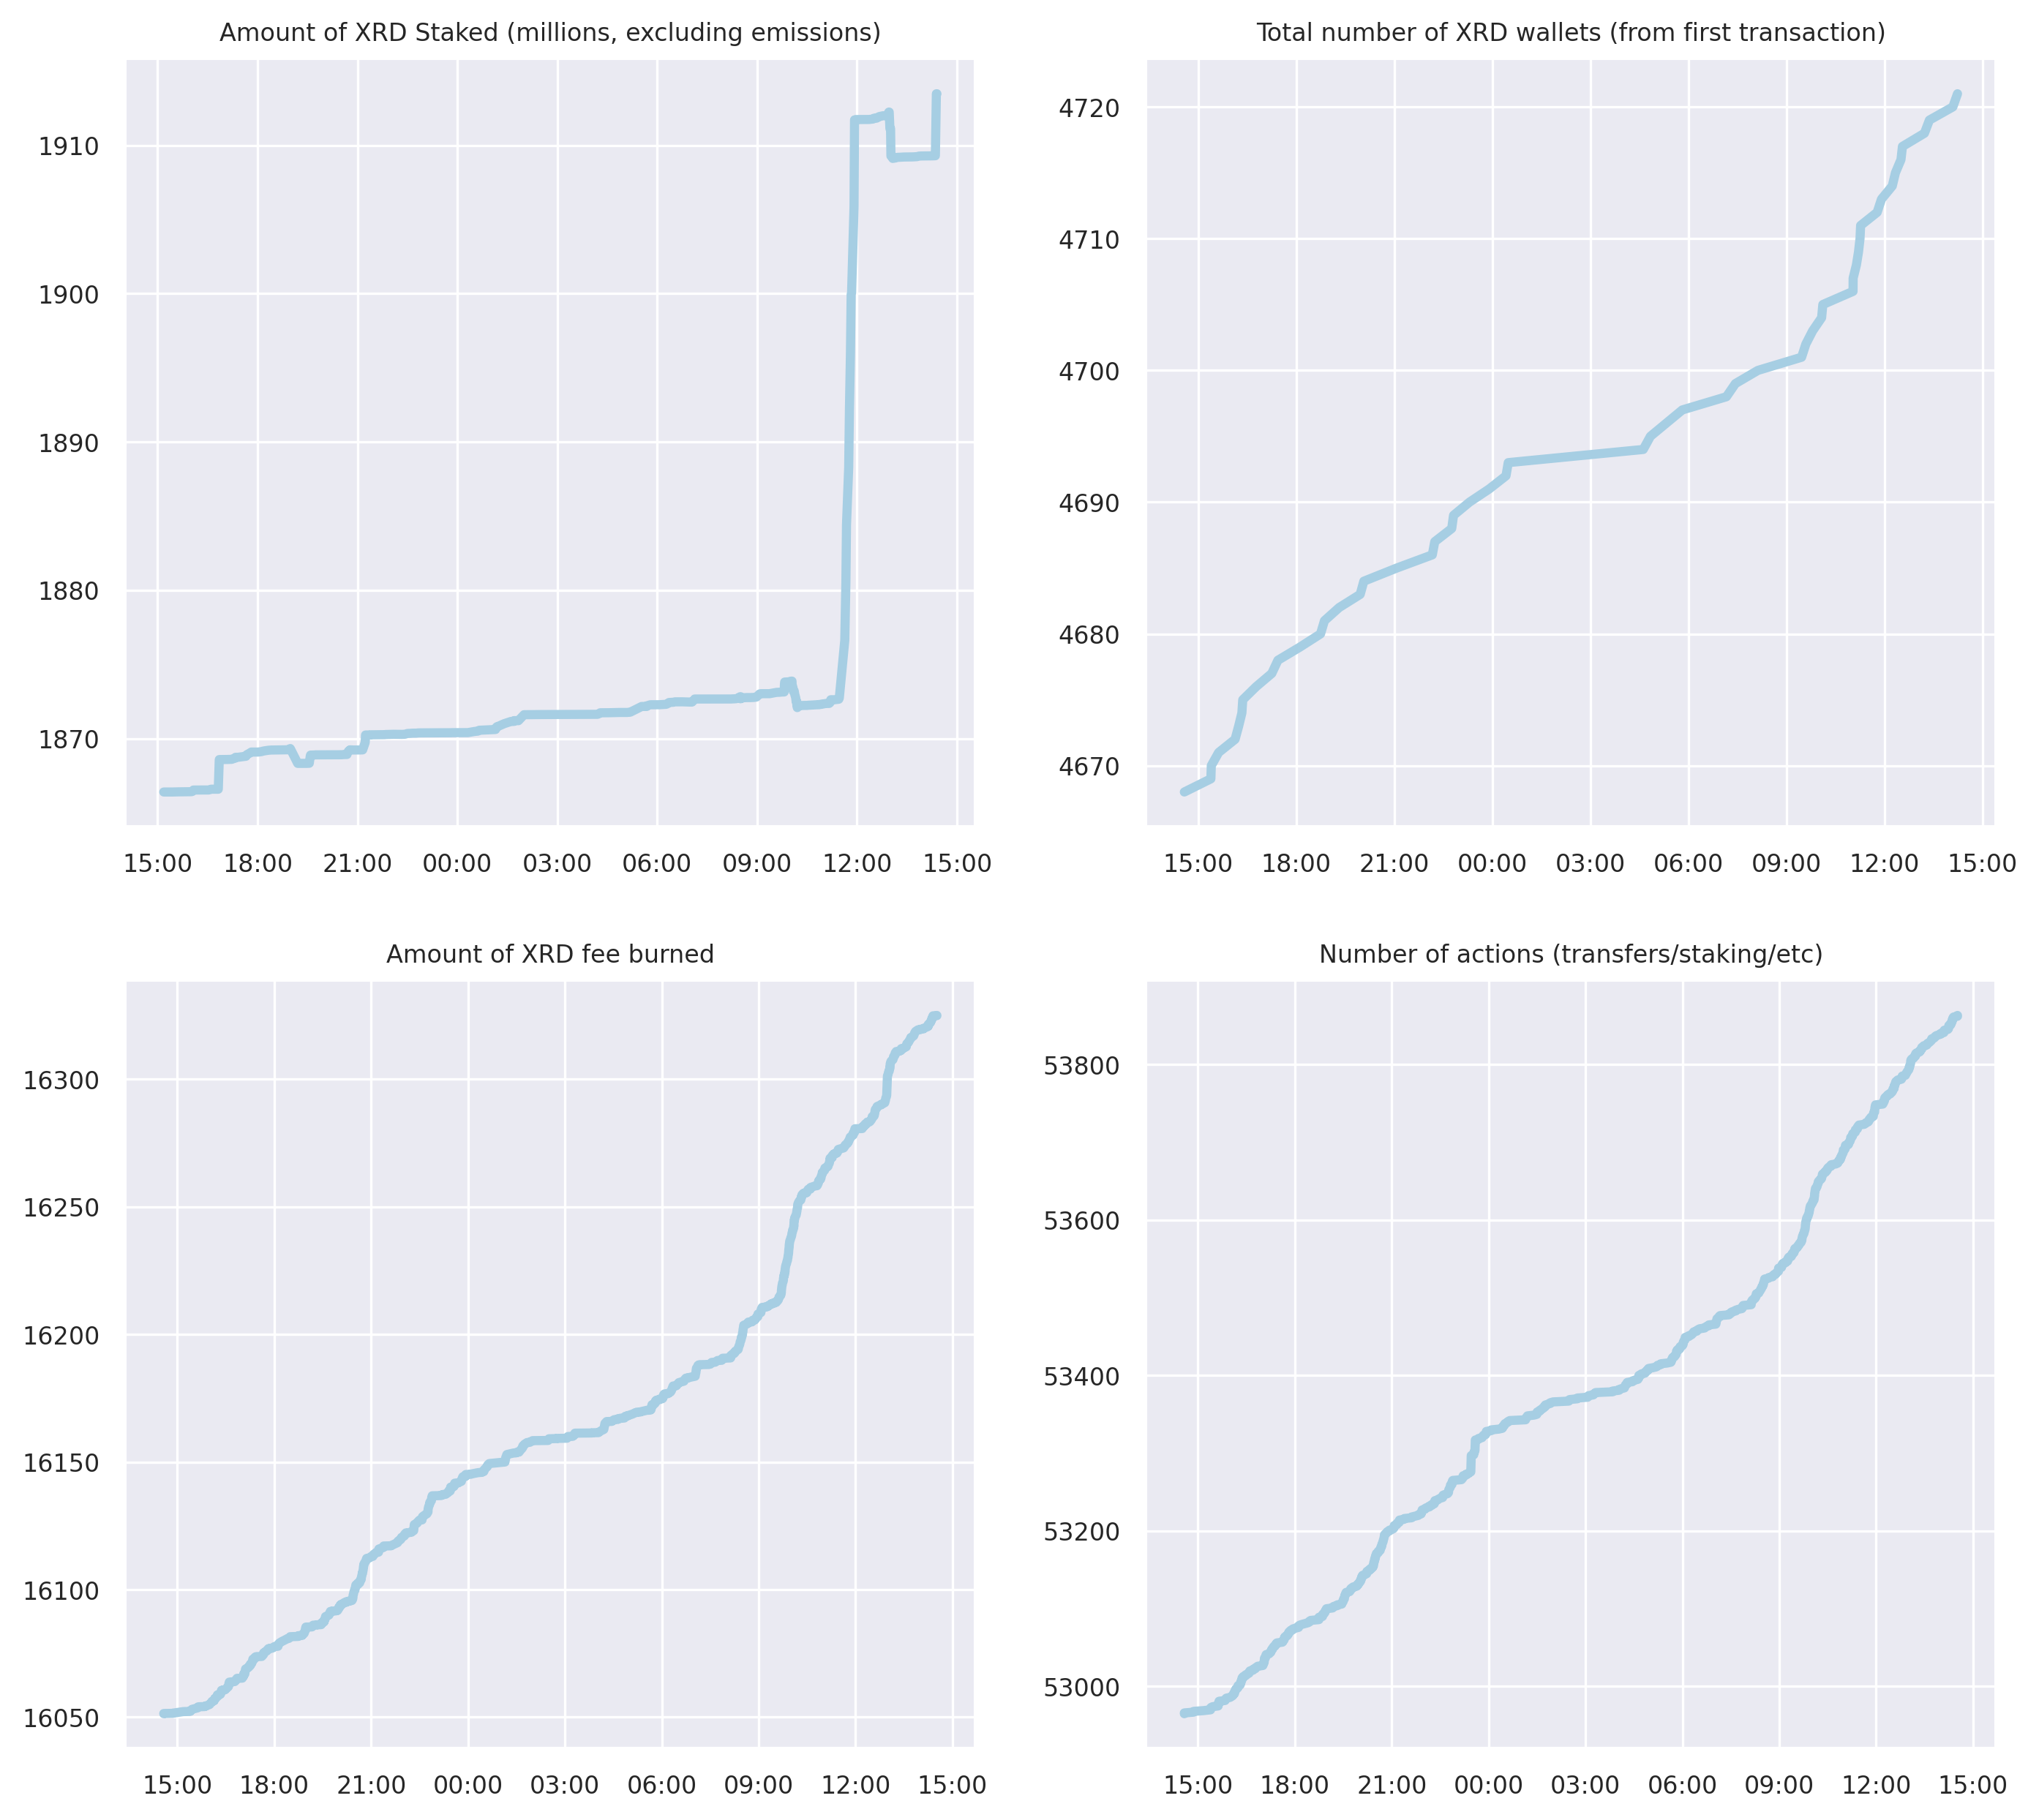 Amount of XRD Staked (millions, excluding emissions)
1910
1900
1890
1880
1870
15:00 18:00 21:00 00:00 03:00 06:00 09:00 12:00 15:00
Total number of XRD wallets (from first transaction)
4720
4710
4700
4690
4680
4670
15:00 18:00 21:00 00:00 03:00 06:00 09:00 12:00 15:00
Amount of XRD fee burned
16300
16250
16200
16150
16100
16050
15:00 18:00 21:00 00:00 03:00 06:00 09:00 12:00 15:00
Number of actions (transfers/staking/etc)
53800
53600
53400
53200
53000
15:00 18:00 21:00 00:00 03:00 06:00 09:00 12:00 15:00